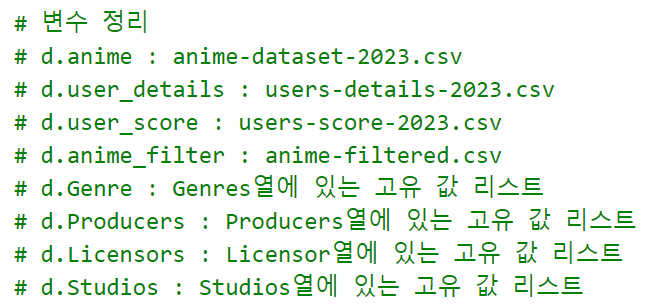 # 변수 정리
# d.anime : anime-dataset-2023.csv
# d.user_details : users-details-2023.csv
# d.user_score : users-score-2023.csv
# d.anime_filter : anime-filtered.csv
# d.Genre : Genres열에 있는 고유 값 리스트
# d.Producers : Producers열에 있는 고유 값 리스트
# d.Licensors : Licensor열에 있는 고유 값 리스트
# d.Studios : Studios열에 있는 고유 값 리스트